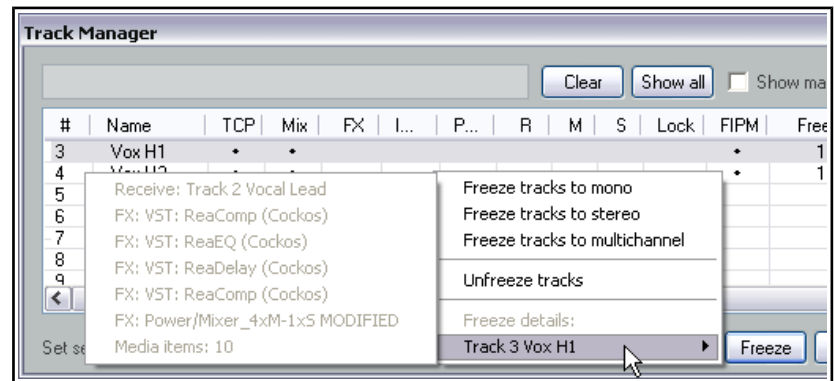 Track Manager
Clear Show all Show ma
# Name TCP Mix FX I... P... R M S Lock FIPM Free
3 Vox H1 • • • 1
4 • 1
5
6
7
8
9
Receive: Track 2 Vocal Lead
FX: VST: ReaComp (Cockos)
FX: VST: ReaEQ (Cockos)
FX: VST: ReaDelay (Cockos)
FX: VST: ReaComp (Cockos)
FX: Power/Mixer_4xM-1xS MODIFIED
Media items: 10
Freeze tracks to mono
Freeze tracks to stereo
Freeze tracks to multichannel
Unfreeze tracks
Freeze details:
Track 3 Vox H1
Set se
Freeze